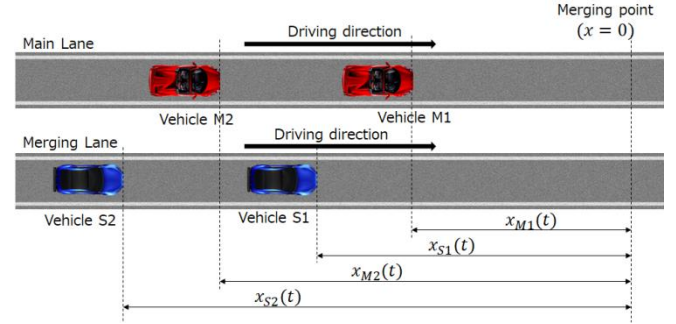 Merging point
(x = 0)
Driving direction
Main Lane
Vehicle M2
Vehicle M1
Merging Lane
Driving direction
Vehicle S2
Vehicle S1
x_{M1}(t)
x_{S1}(t)
x_{M2}(t)
x_{S2}(t)